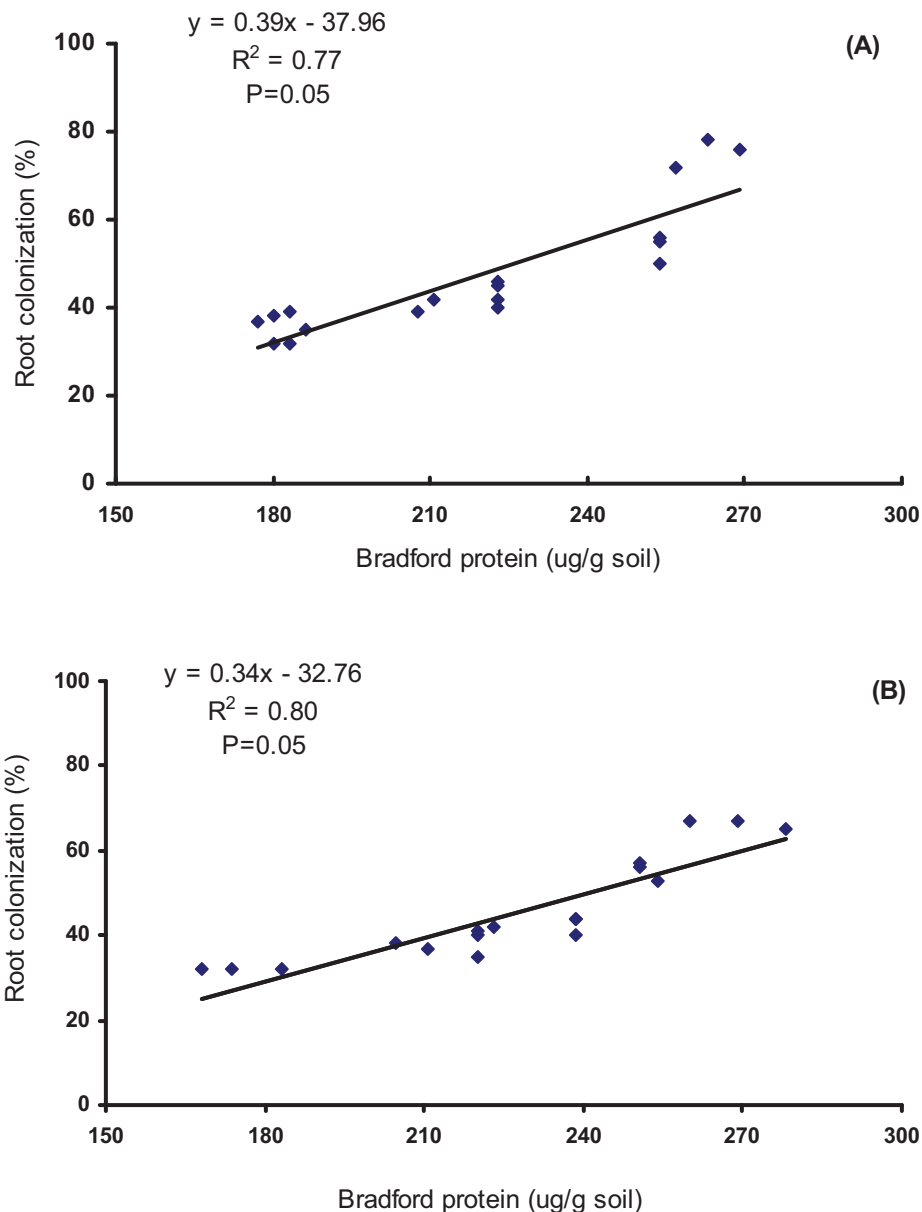 y = 0.39x - 37.96
R² = 0.77
P=0.05
(A)
100
80
60
40
20
0
Root colonization (%)
150 180 210 240 270 300
Bradford protein (ug/g soil)
y = 0.34x - 32.76
R² = 0.80
P=0.05
(B)
100
80
60
40
20
0
Root colonization (%)
150 180 210 240 270 300
Bradford protein (ug/g soil)